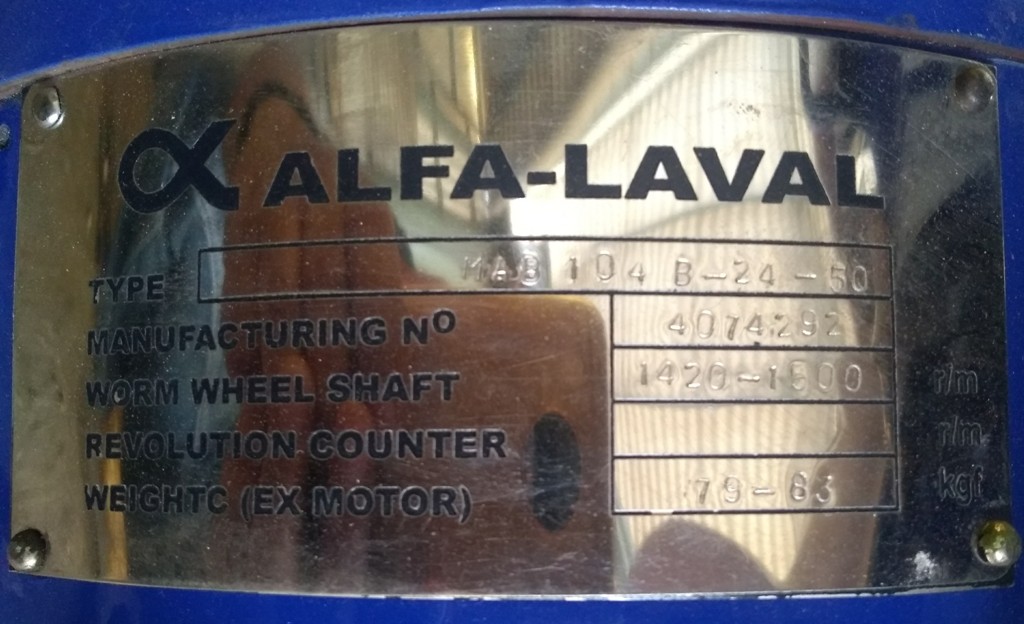 ALFA-LAVAL
TYPE MAB 104 B-24-50
MANUFACTURING NO 4074292
WORM WHEEL SHAFT 1420-1500 r/m
REVOLUTION COUNTER r/m
WEIGHTC (EX MOTOR) 79-83 kgf